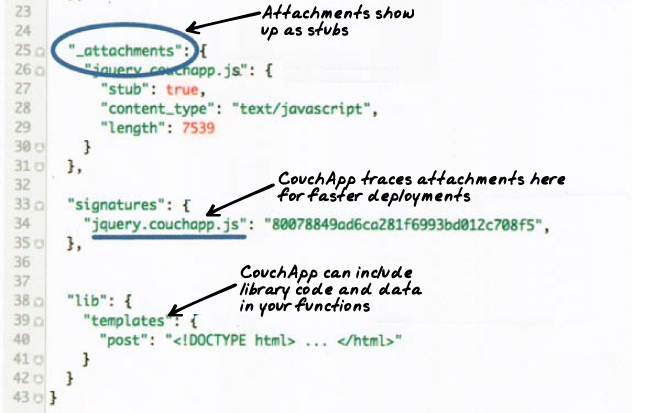 23
24
Attachments show
up as stubs
25 "_attachments": {
26 "jquery.couchapp.js": {
27 "stub": true,
28 "content_type": "text/javascript",
29 "length": 7539
30 }
31 },
32
CouchApp traces attachments here
for faster deployments
33 "signatures": {
34 "jquery.couchapp.js": "80078849ad6ca281f6993bd012c708f5",
35 },
36
37
CouchApp can include
library code and data
in your functions
38 "lib": {
39 "templates": {
40 "post": "<!DOCTYPE html> ... </html>"
41 }
42 }
43 }